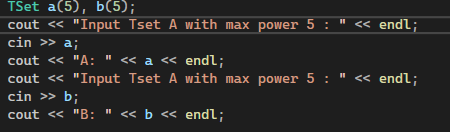 TSet a(5), b(5);
cout << "Input Tset A with max power 5 : " << endl;
cin >> a;
cout << "A: " << a << endl;
cout << "Input Tset A with max power 5 : " << endl;
cin >> b;
cout << "B: " << b << endl;